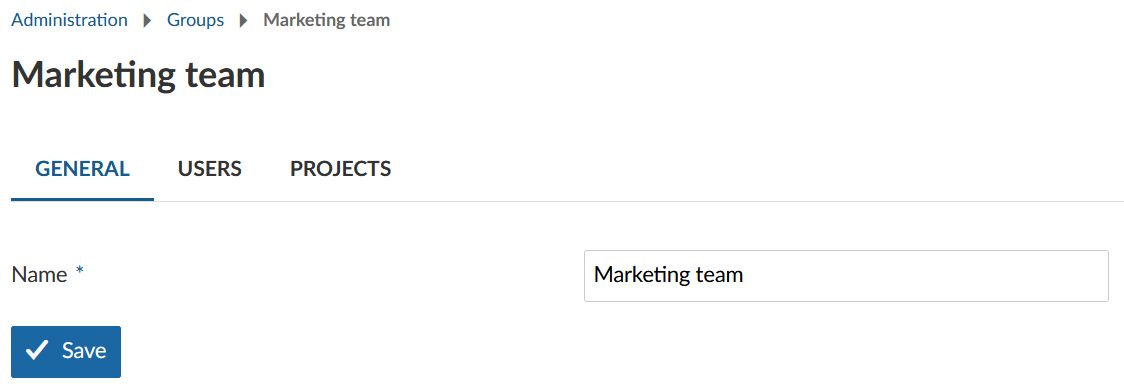 Administration Groups Marketing team
Marketing team
GENERAL USERS PROJECTS
Name * Marketing team
Save